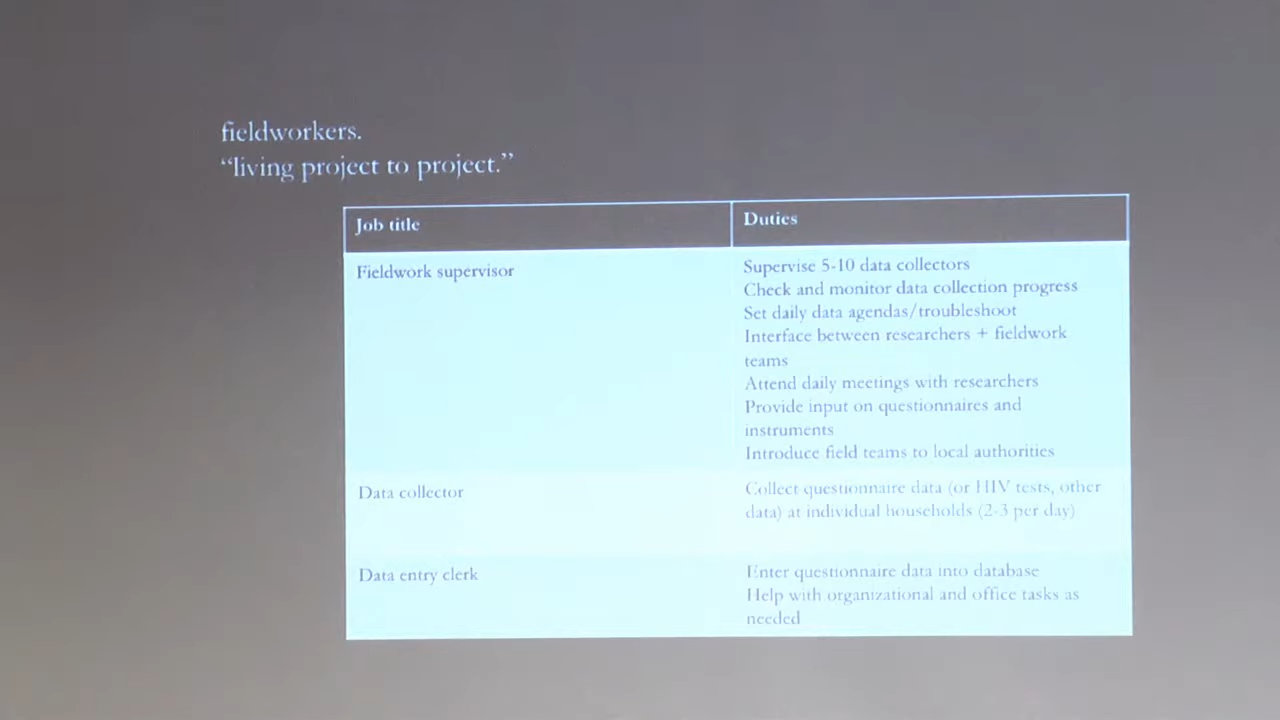 fieldworkers.
“living project to project.”
Job title
Duties
Fieldwork supervisor
Supervise 5-10 data collectors
Check and monitor data collection progress
Set daily data agendas/troubleshoot
Interface between researchers + fieldwork
teams
Attend daily meetings with researchers
Provide input on questionnaires and
instruments
Introduce field teams to local authorities
Data collector
Collect questionnaire data (or HIV tests, other
data) at individual households (2-3 per day)
Data entry clerk
Enter questionnaire data into database
Help with organizational and office tasks as
needed